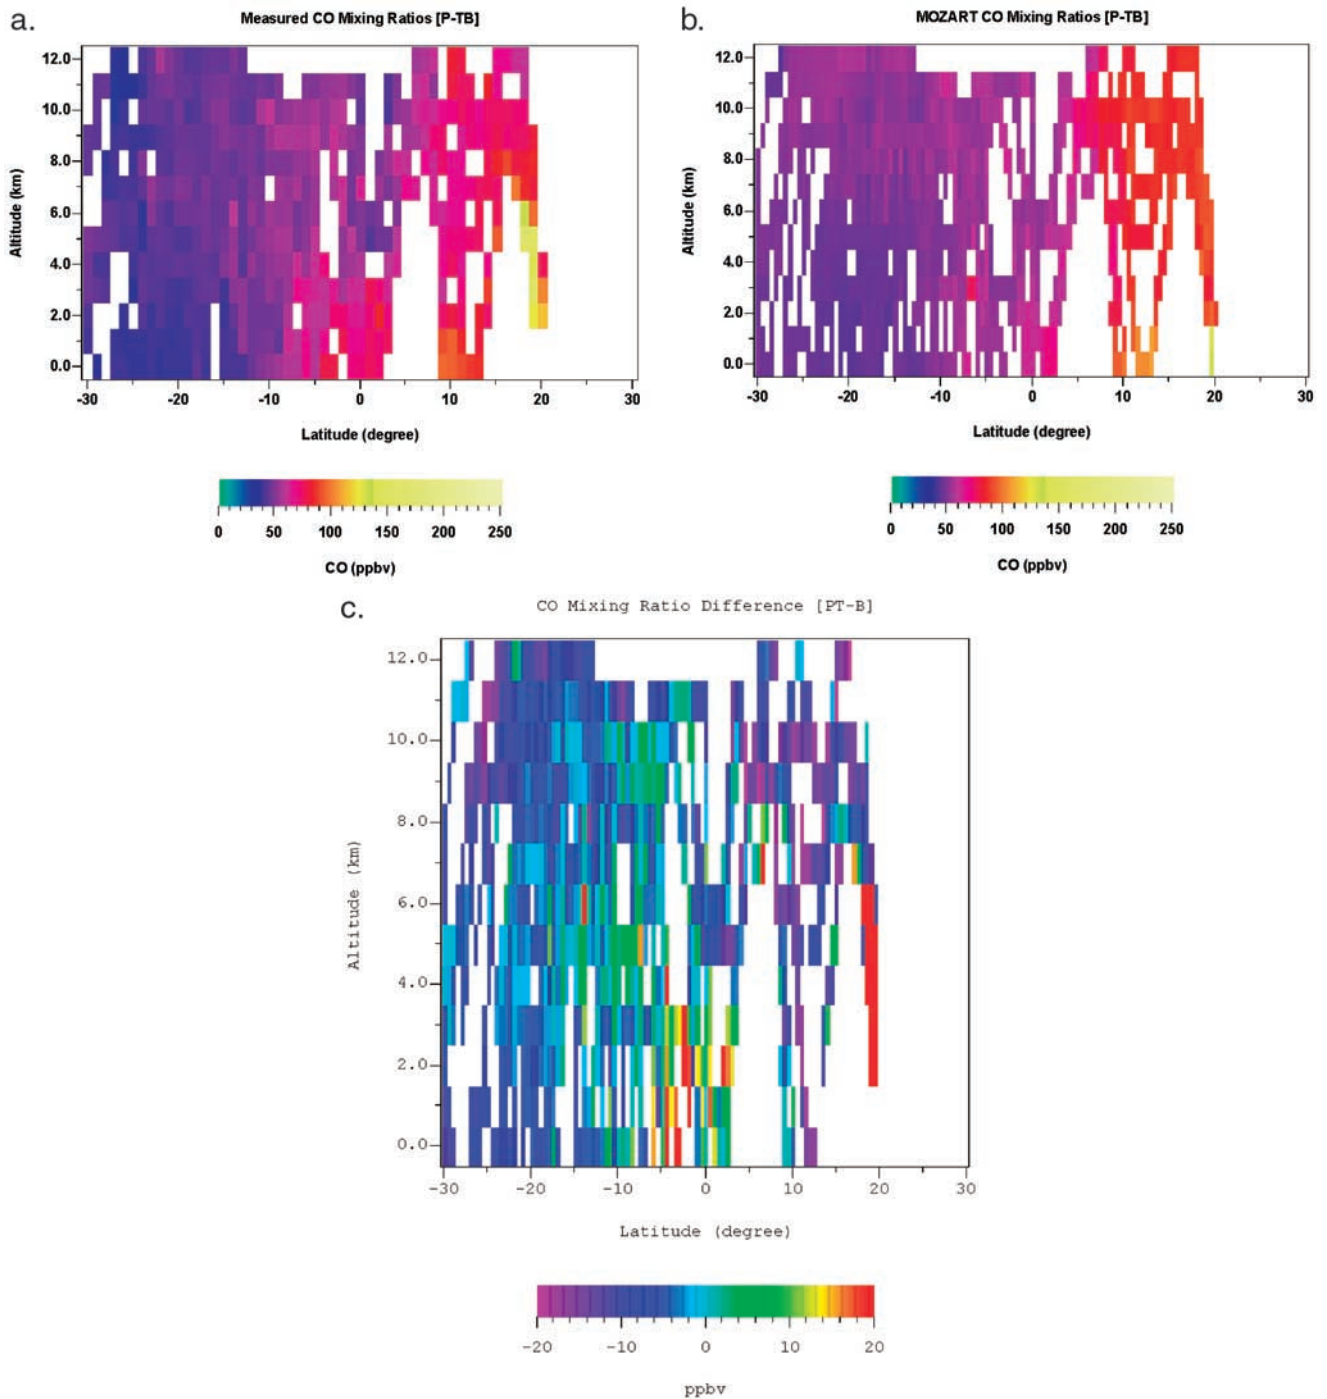 a.
Measured CO Mixing Ratios [P-TB]
12.0
10.0
8.0
6.0
4.0
2.0
0.0
Altitude (km)
-30 -20 -10 0 10 20 30
Latitude (degree)
0 50 100 150 200 250
CO (ppbv)
b.
MOZART CO Mixing Ratios [P-TB]
12.0
10.0
8.0
6.0
4.0
2.0
0.0
Altitude (km)
-30 -20 -10 0 10 20 30
Latitude (degree)
0 50 100 150 200 250
CO (ppbv)
c.
CO Mixing Ratio Difference [PT-B]
12.0
10.0
8.0
6.0
4.0
2.0
0.0
Altitude (km)
-30 -20 -10 0 10 20 30
Latitude (degree)
-20 -10 0 10 20
ppbv